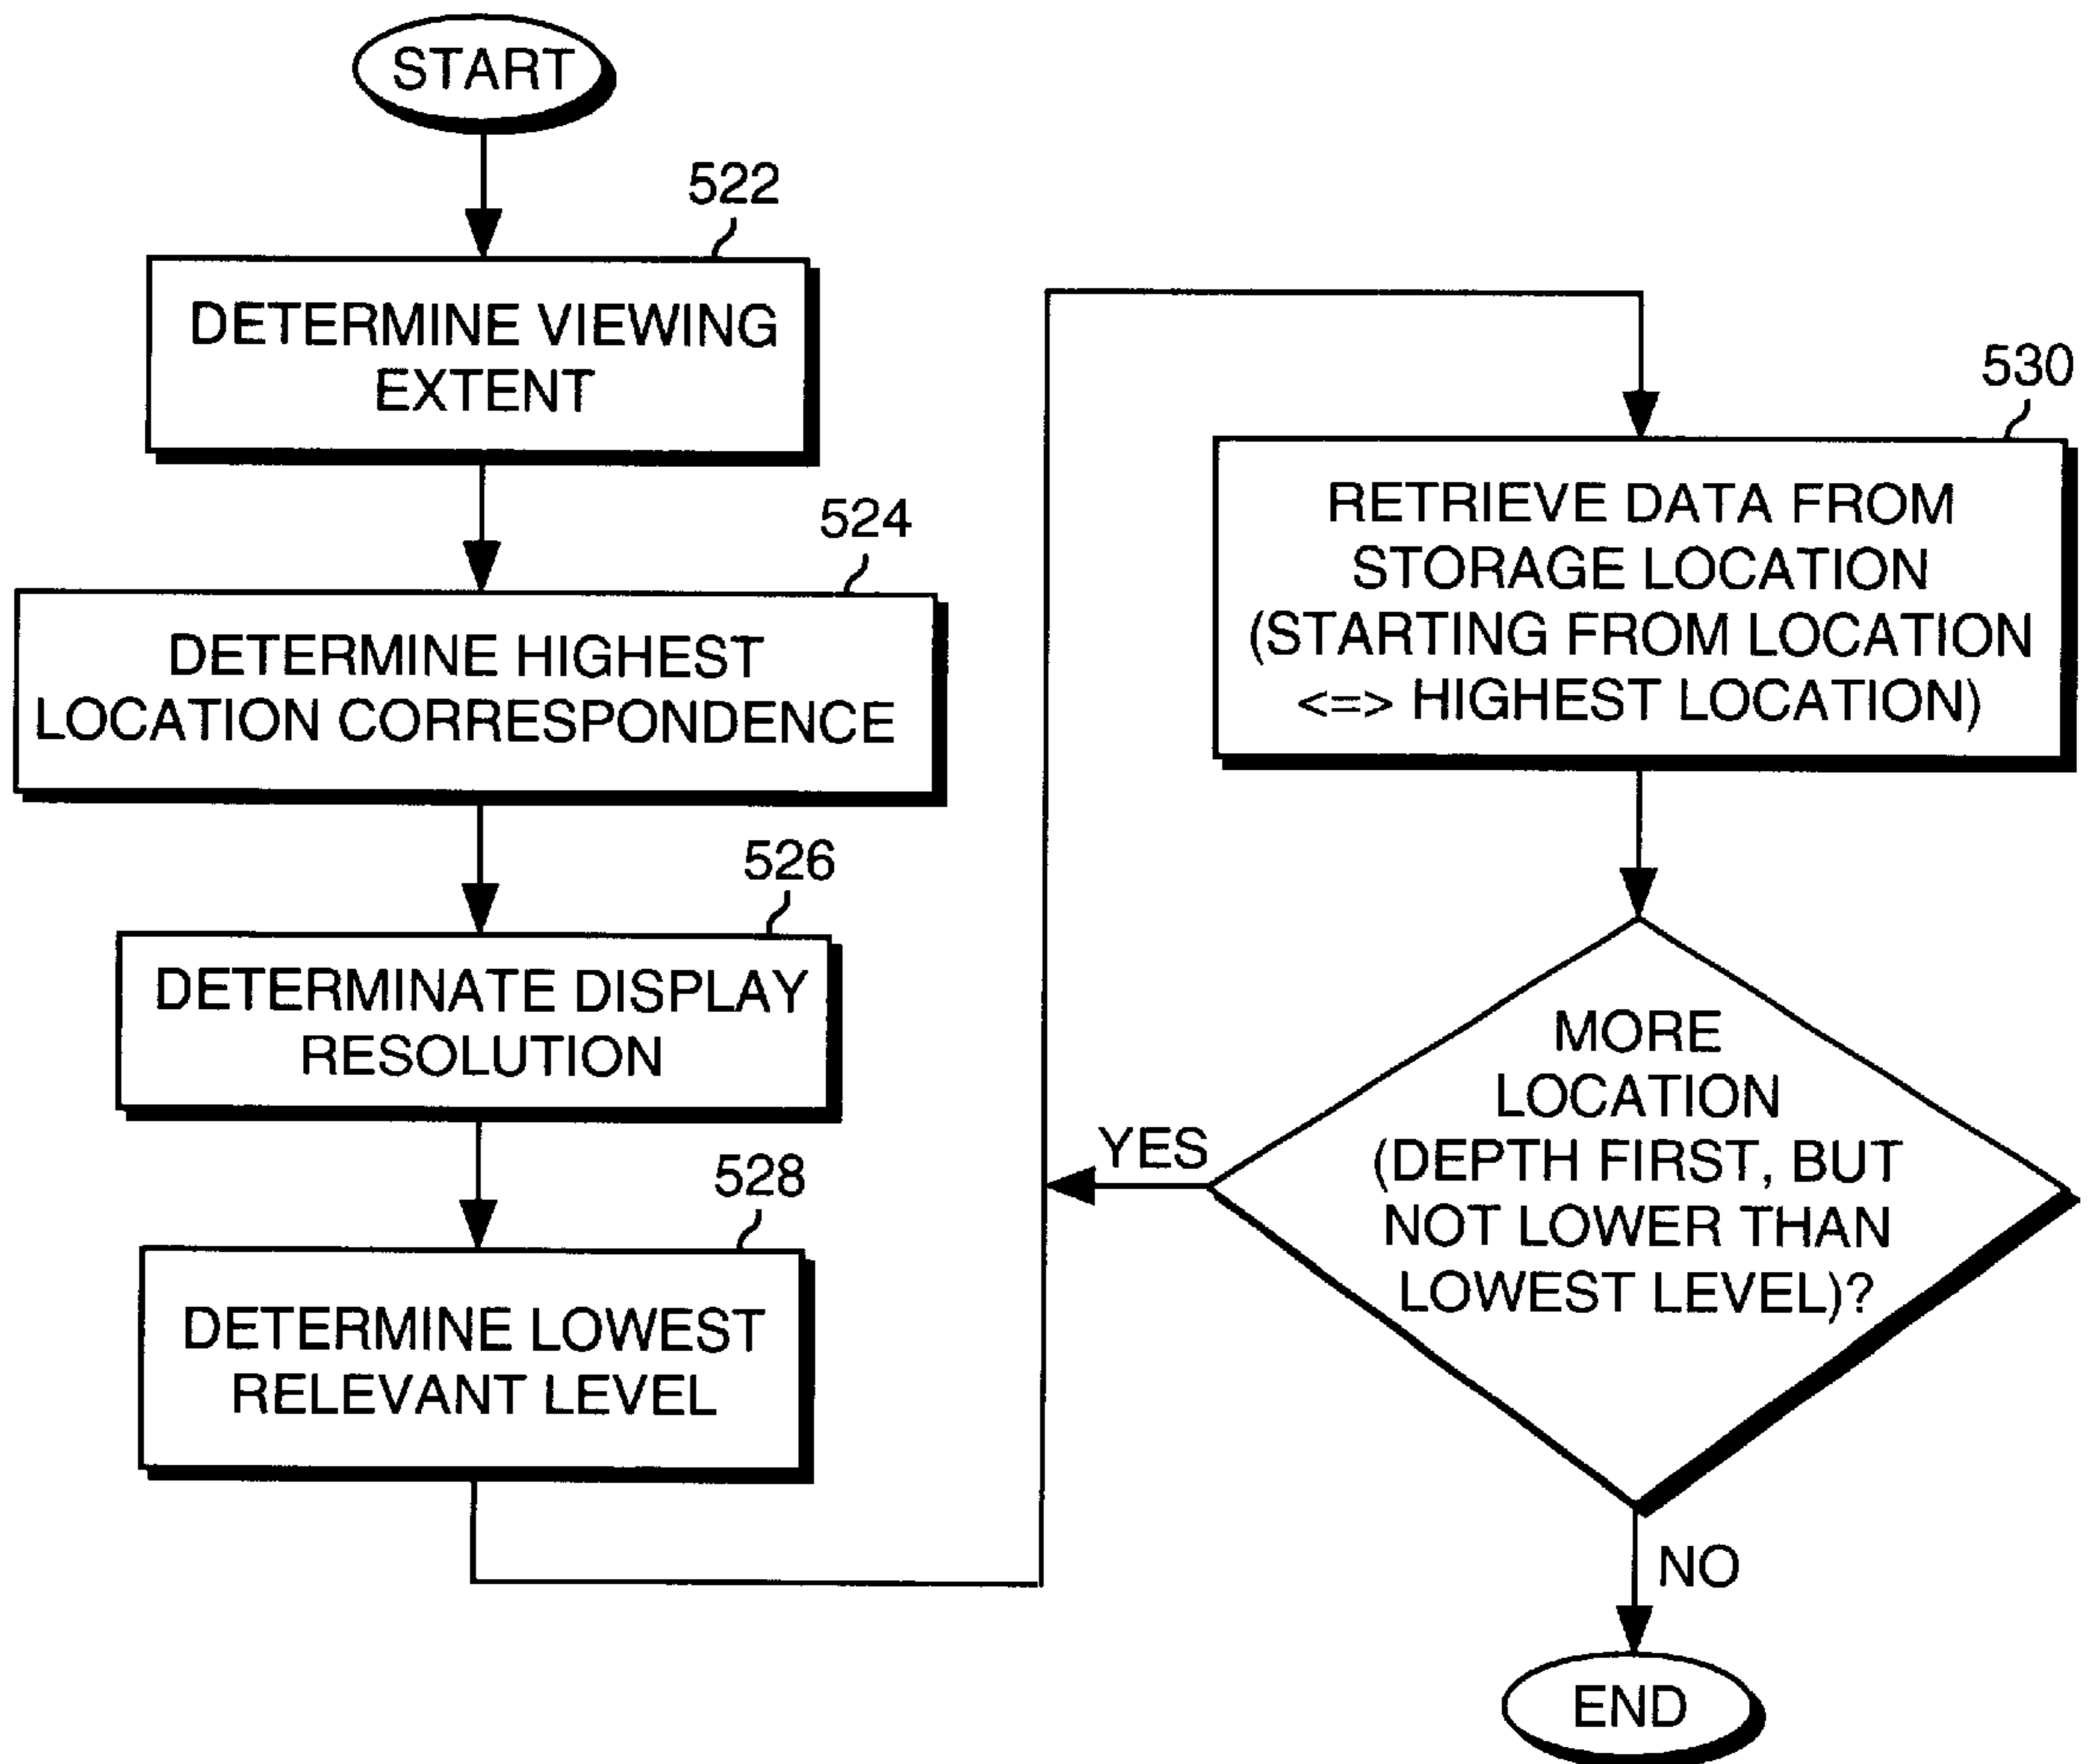 START
522
DETERMINE VIEWING
EXTENT
524
DETERMINE HIGHEST
LOCATION CORRESPONDENCE
526
DETERMINATE DISPLAY
RESOLUTION
528
DETERMINE LOWEST
RELEVANT LEVEL
530
RETRIEVE DATA FROM
STORAGE LOCATION
(STARTING FROM LOCATION
<=> HIGHEST LOCATION)
MORE
LOCATION
(DEPTH FIRST, BUT
NOT LOWER THAN
LOWEST LEVEL)?
YES
NO
END